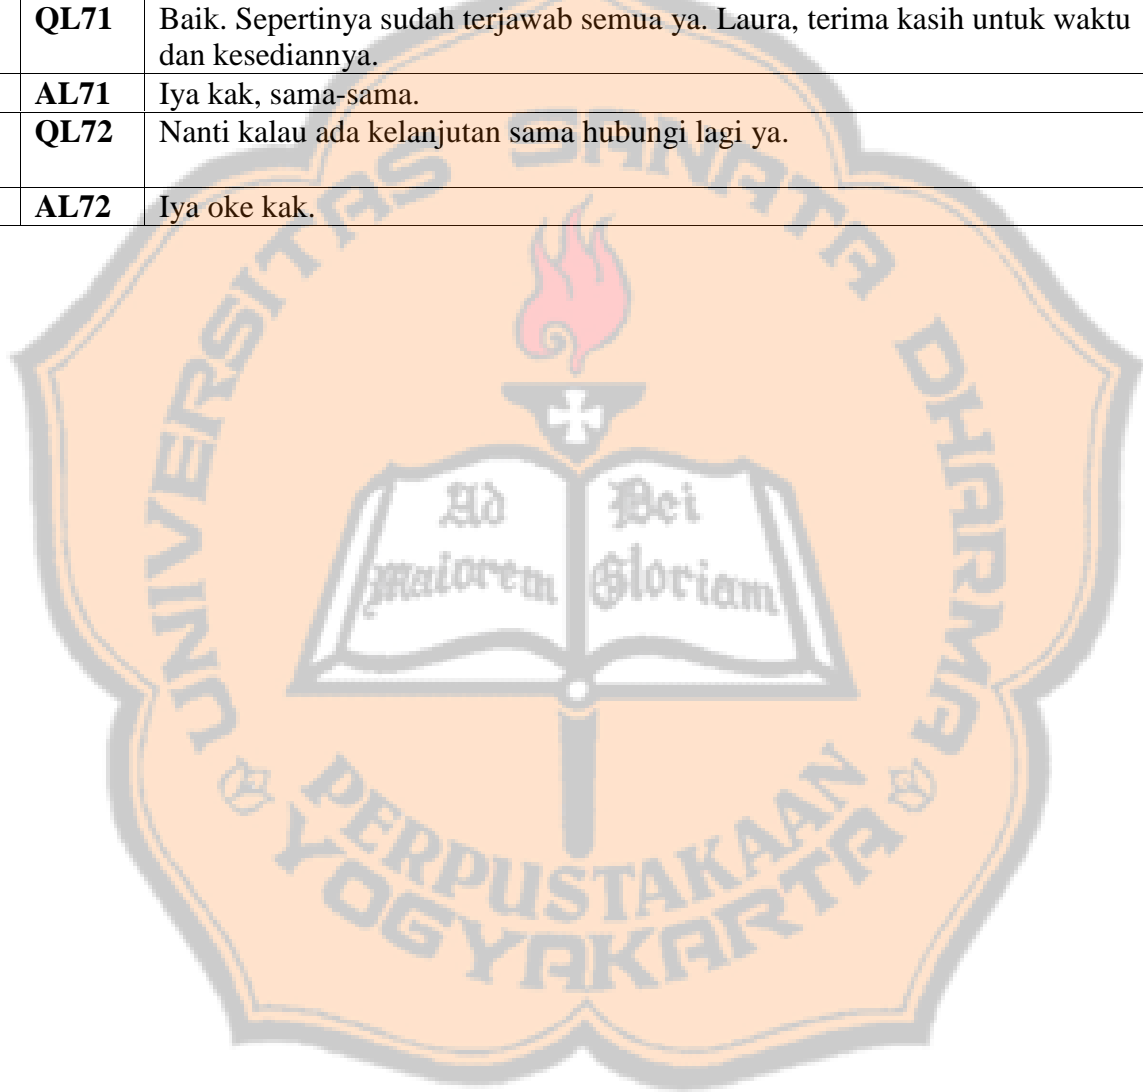 QL71 Baik. Sepertinya sudah terjawab semua ya. Laura, terima kasih untuk waktu
dan kesediannya.
AL71 Iya kak, sama-sama.
QL72 Nanti kalau ada kelanjutan sama hubungi lagi ya.
AL72 Iya oke kak.
UNIVERSITAS SANATA DHARMA
Ad Dei
maiorem Gloriam
PERPUSTAKAAN
YOGYAKARTA